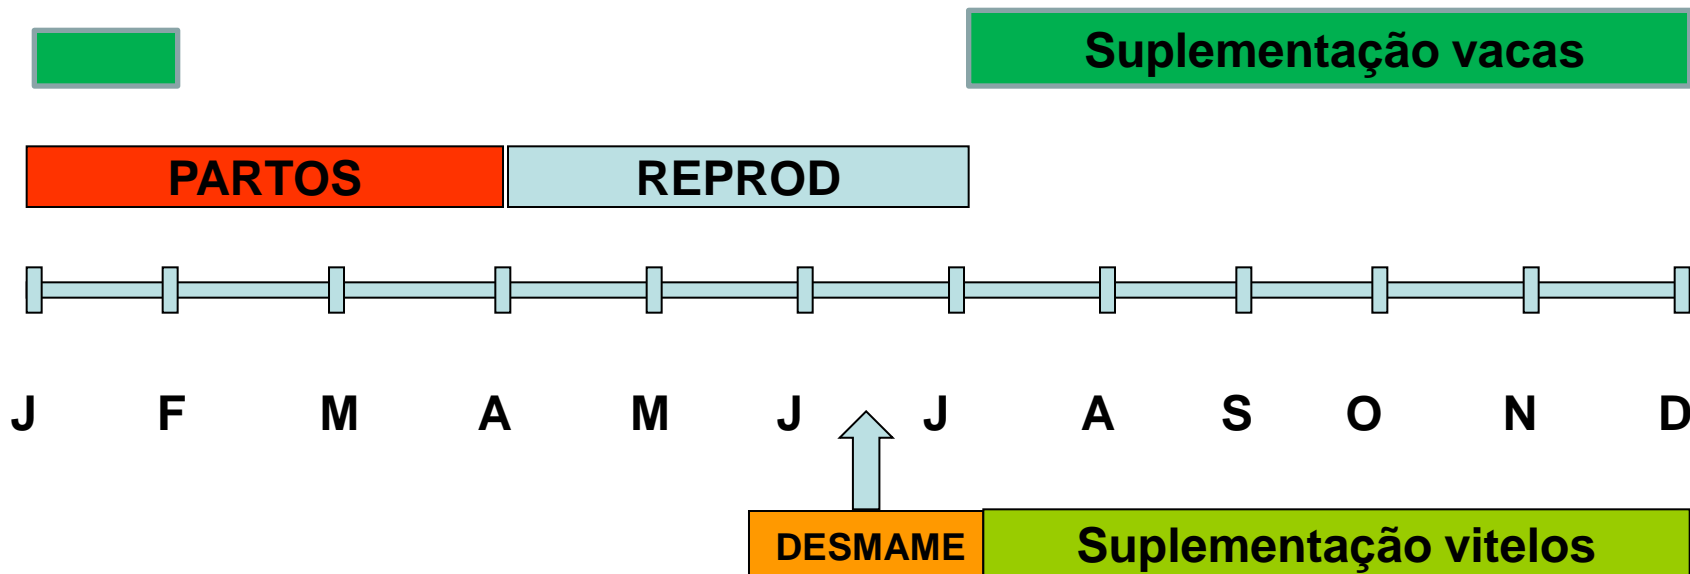 Suplementação vacas
PARTOS
REPROD
J F M A M J J A S O N D
DESMAME
Suplementação vitelos